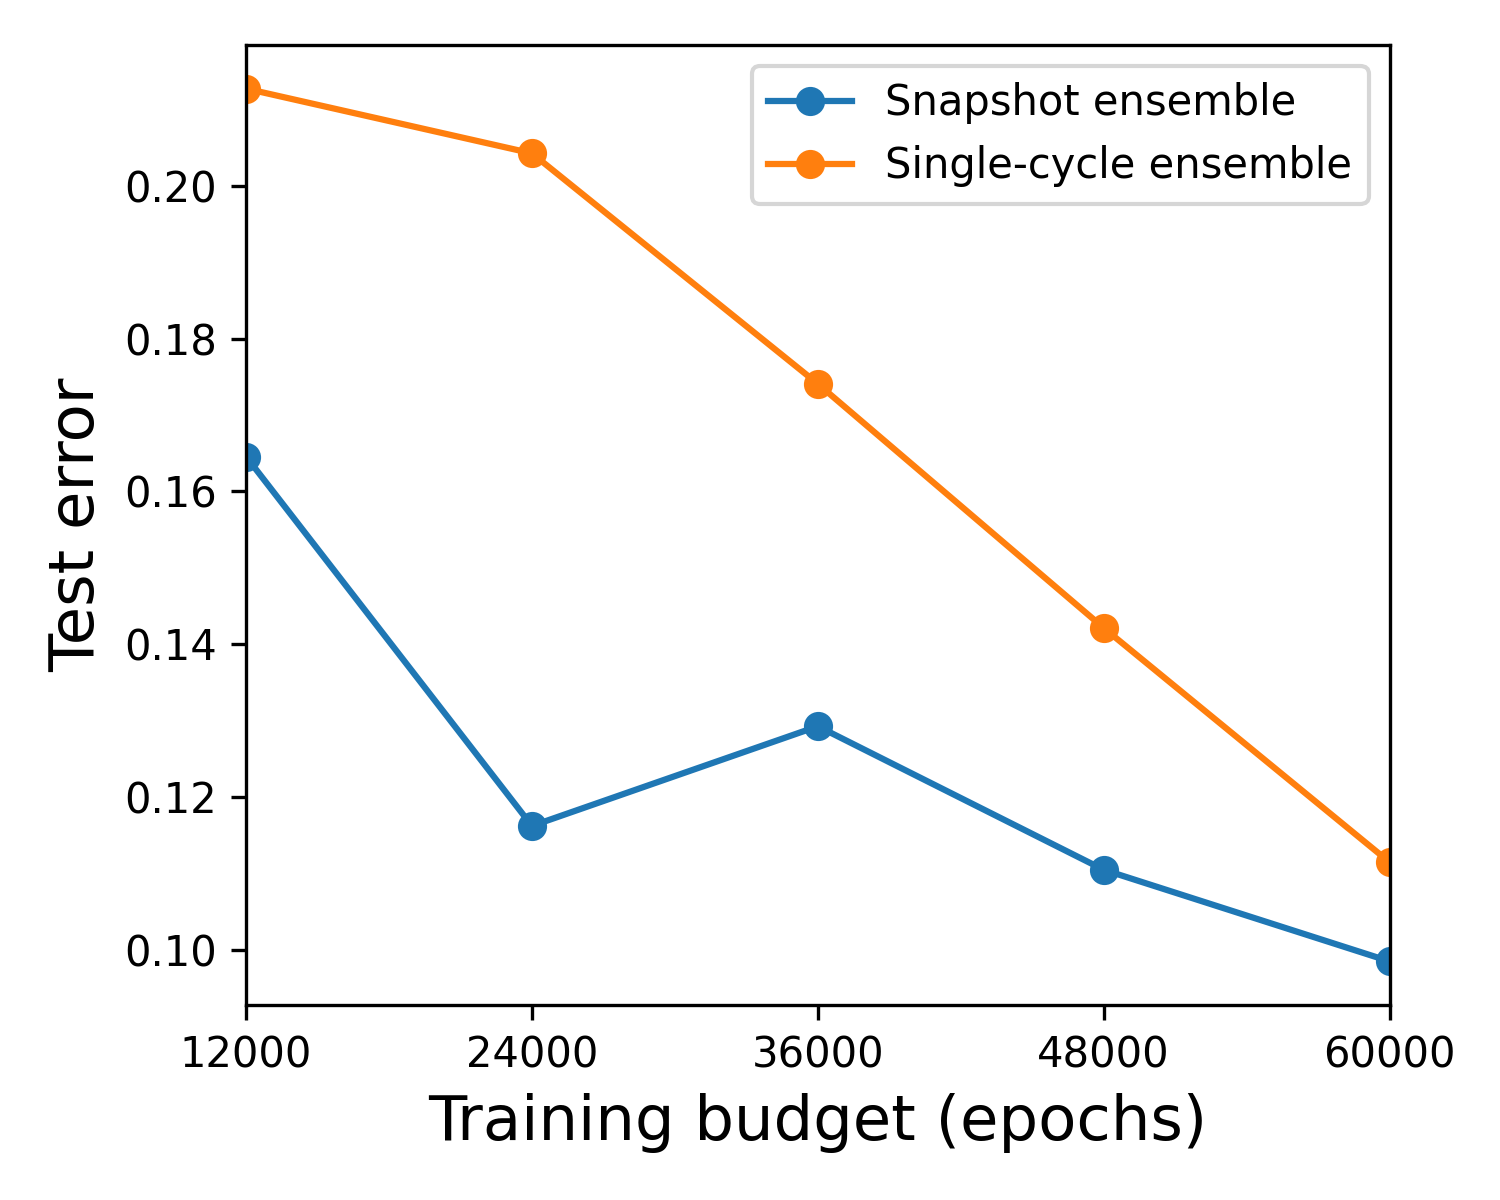 Snapshot ensemble
Single-cycle ensemble
0.20
0.18
0.16
0.14
0.12
0.10
Test error
12000 24000 36000 48000 60000
Training budget (epochs)